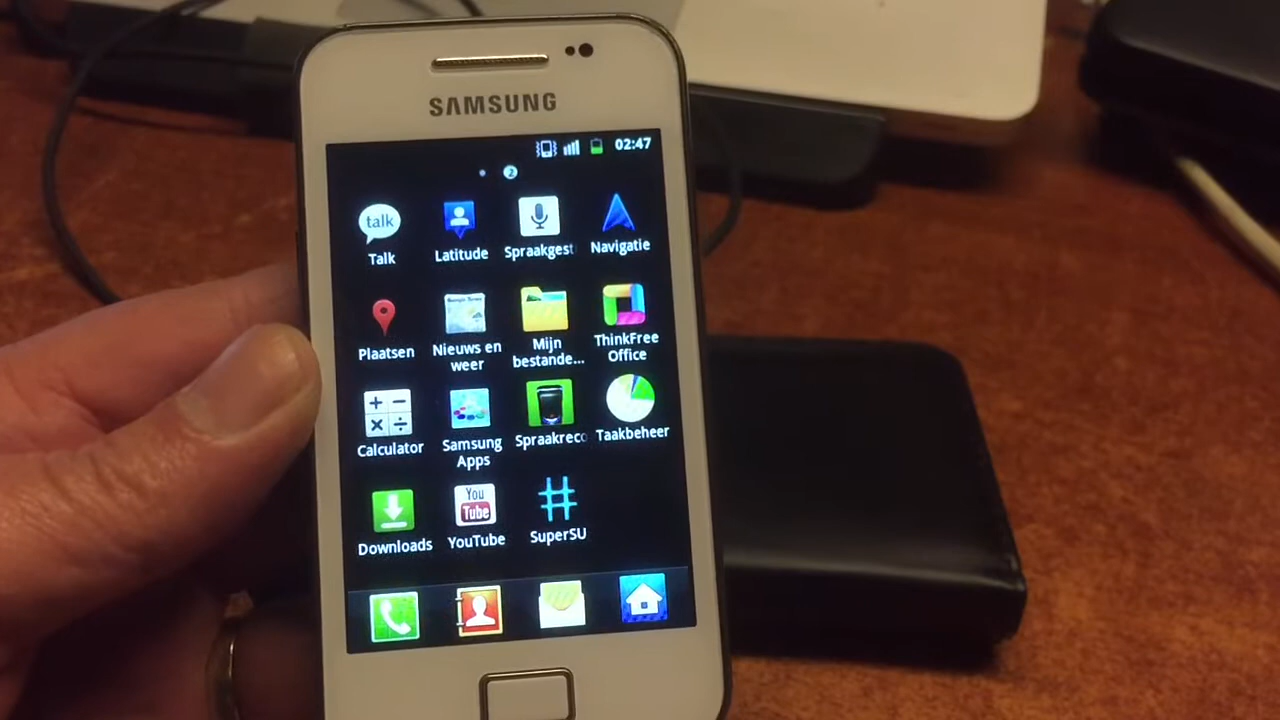 SAMSUNG
02:47
2
talk
Talk
Latitude
Spraakgest
Navigatie
Plaatsen
Nieuws en
weer
Mijn
bestande...
ThinkFree
Office
Calculator
Samsung
Apps
Spraakrec
Taakbeheer
Downloads
You
Tube
YouTube
SuperSU